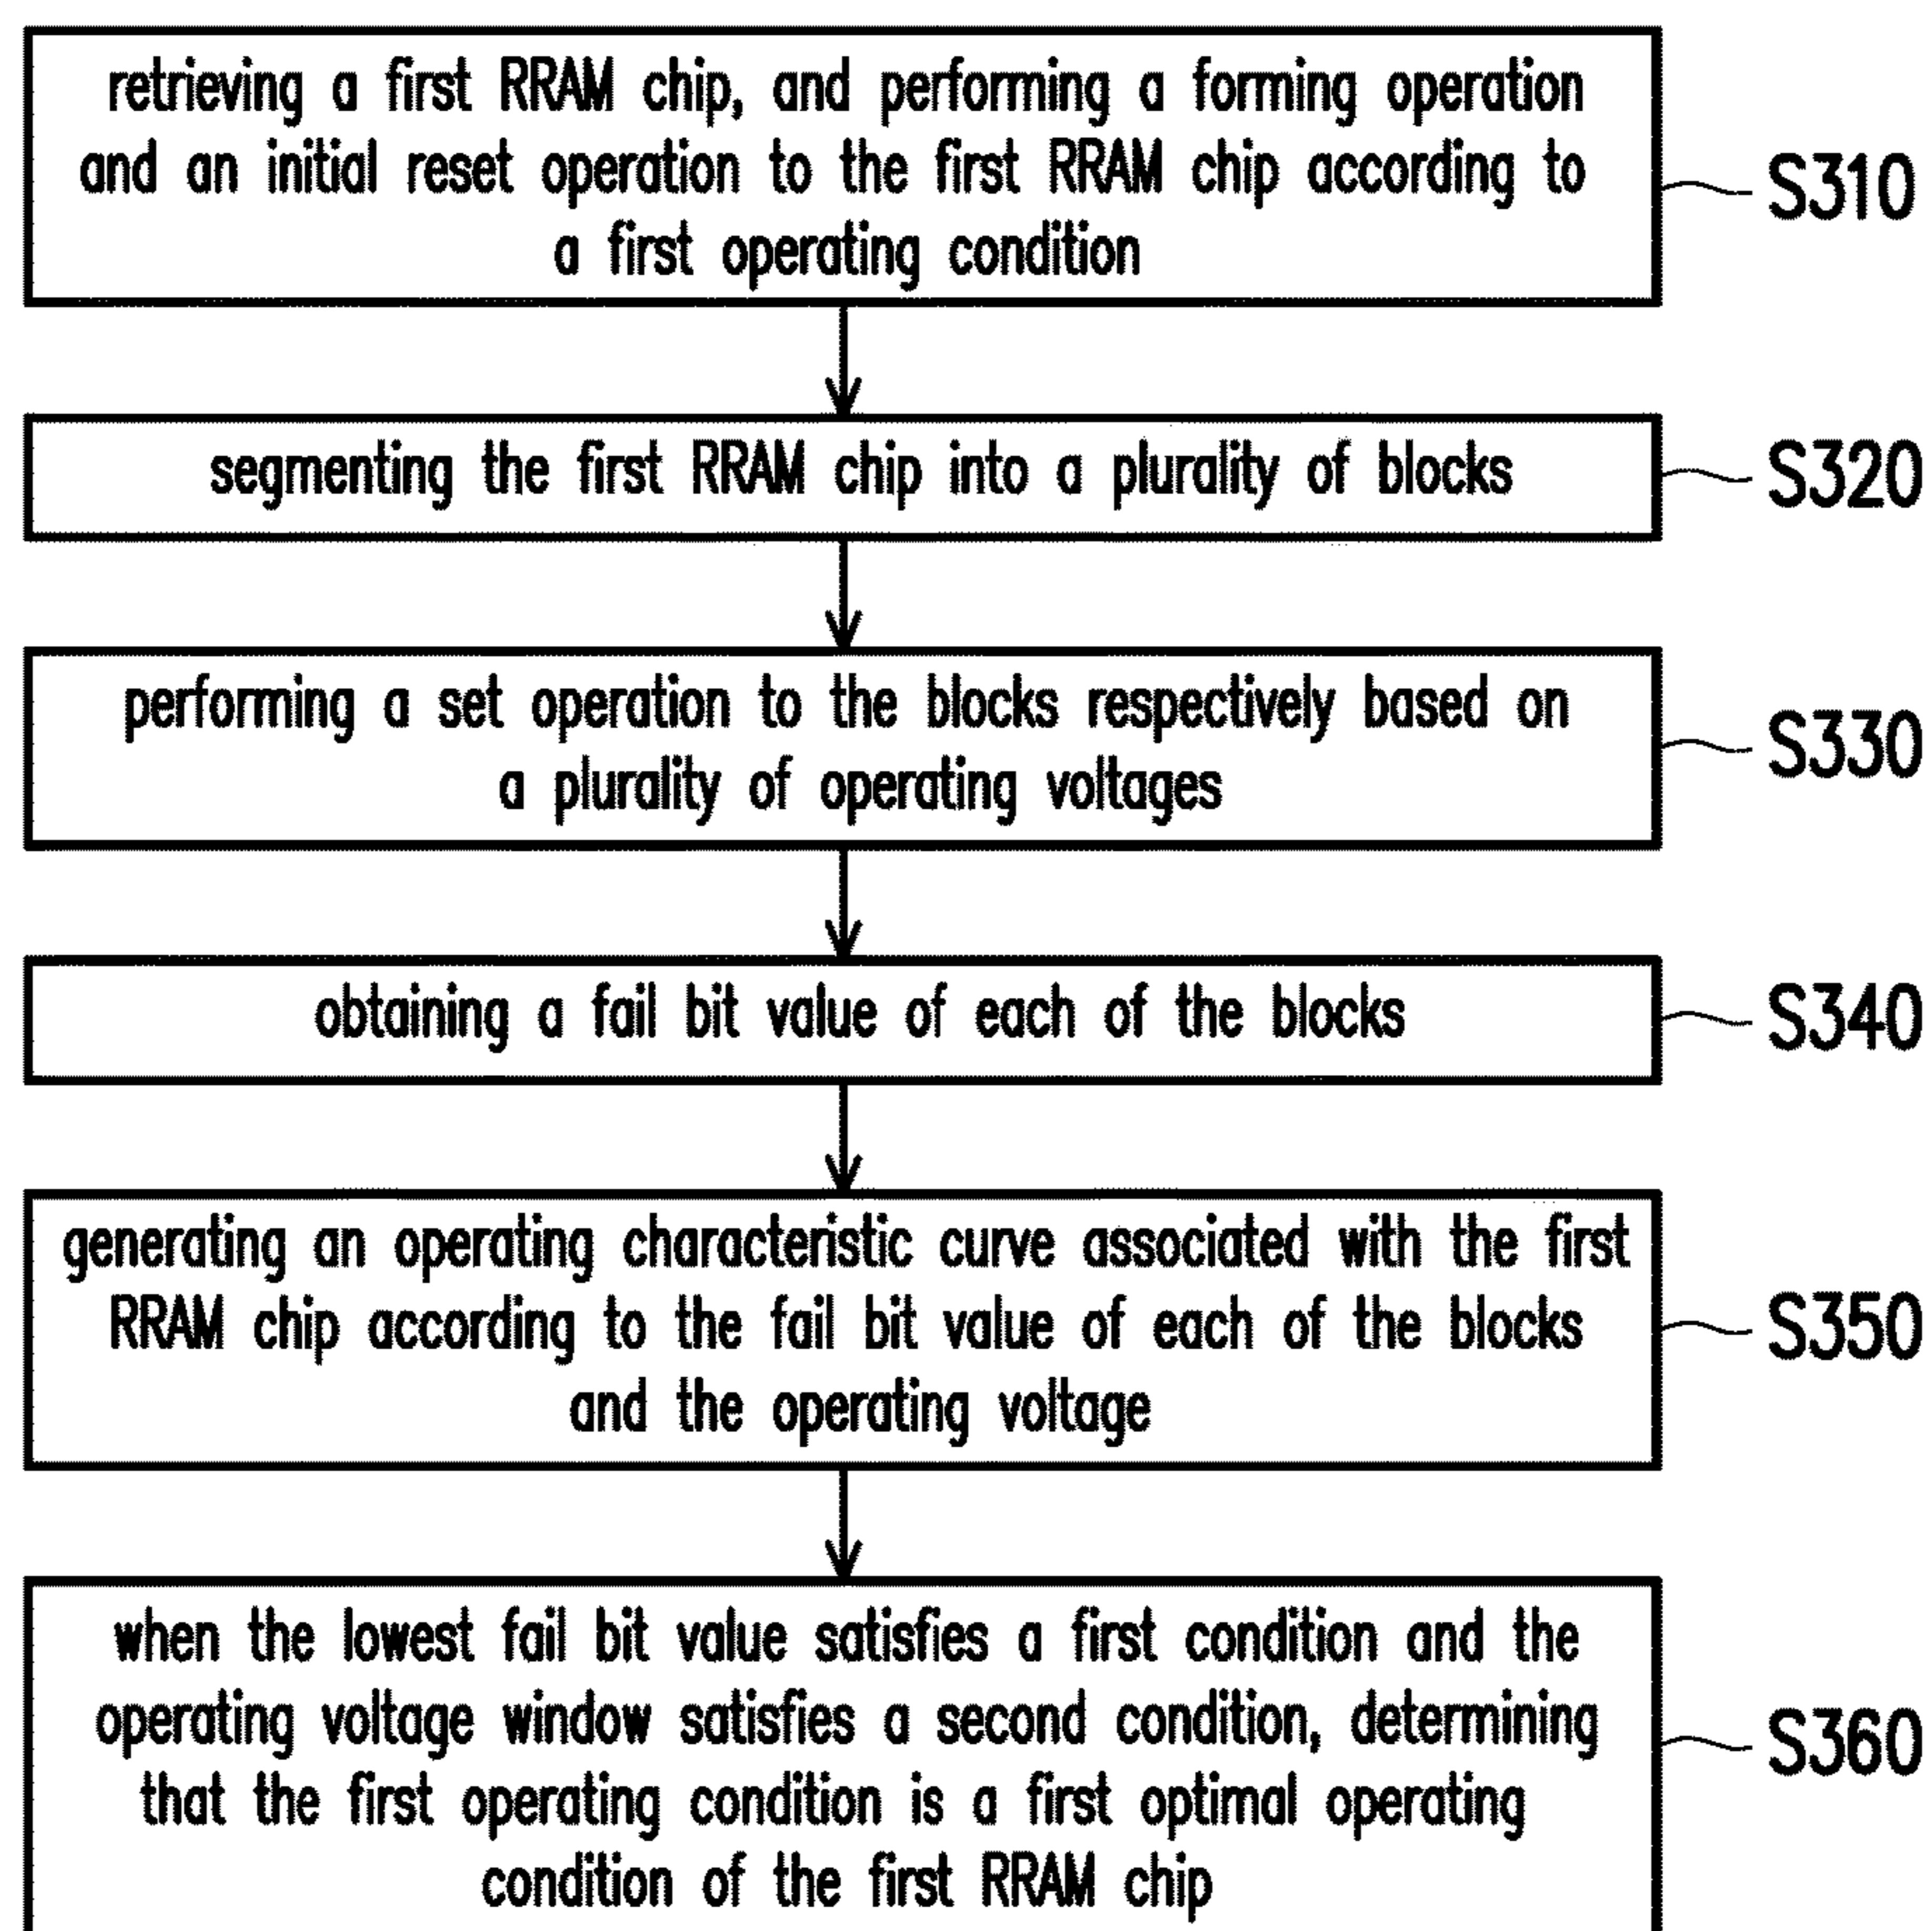 retrieving a first RRAM chip, and performing a forming operation
and an initial reset operation to the first RRAM chip according to
a first operating condition
S310
segmenting the first RRAM chip into a plurality of blocks
S320
performing a set operation to the blocks respectively based on
a plurality of operating voltages
S330
obtaining a fail bit value of each of the blocks
S340
generating an operating characteristic curve associated with the first
RRAM chip according to the fail bit value of each of the blocks
and the operating voltage
S350
when the lowest fail bit value satisfies a first condition and the
operating voltage window satisfies a second condition, determining
that the first operating condition is a first optimal operating
condition of the first RRAM chip
S360